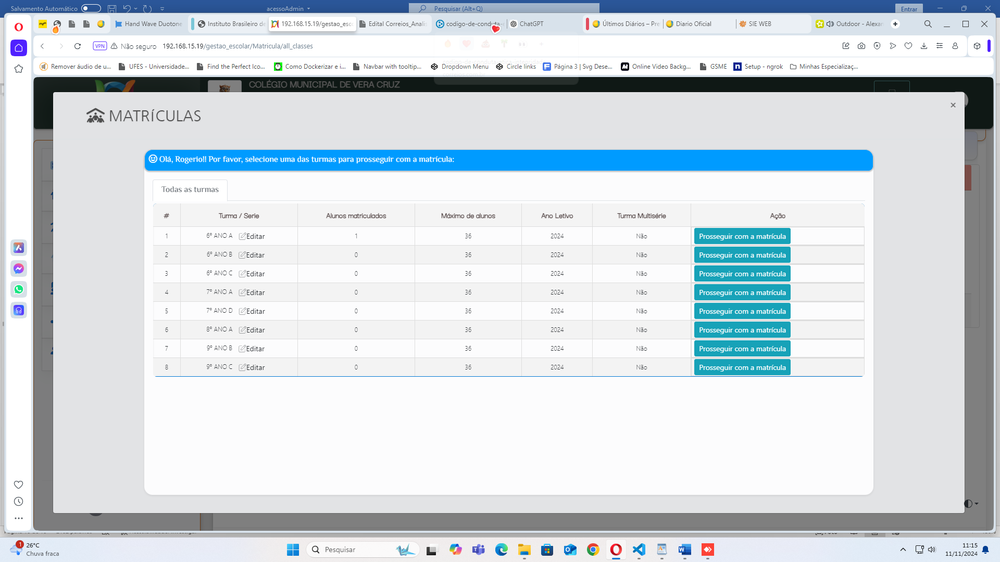 Salvamento Automático
acessoAdmin
Pesquisar (Alt+Q)
Entrar
Hand Wave Duotone
Instituto Brasileiro de
192.168.15.19/gestao_esc
Edital Correios_Analis
codigo-de-conduta-e
ChatGPT
Últimos Diários – Pre
Diario Oficial
SIE WEB
Outdoor - Alexan
VPN
Não seguro
192.168.15.19/gestao_escolar/Matricula/all_classes
Remover áudio de u...
UFES - Universidade...
Find the Perfect Ico...
Como Dockerizar e i...
Navbar with tooltip...
Dropdown Menu
Circle links
Página 3 | Svg Dese...
Online Video Backg...
GSME
Setup - ngrok
Minhas Especializaç...
COLÉGIO MUNICIPAL DE VERA CRUZ
MATRÍCULAS
×
Olá, Rogerio!! Por favor, selecione uma das turmas para prosseguir com a matrícula:
Todas as turmas
# Turma / Serie Alunos matriculados Máximo de alunos Ano Letivo Turma Multisérie Ação
1 6º ANO A Editar 1 36 2024 Não Prosseguir com a matrícula
2 6º ANO B Editar 0 36 2024 Não Prosseguir com a matrícula
3 6º ANO C Editar 0 36 2024 Não Prosseguir com a matrícula
4 7º ANO A Editar 0 36 2024 Não Prosseguir com a matrícula
5 7º ANO D Editar 0 36 2024 Não Prosseguir com a matrícula
6 8º ANO A Editar 0 36 2024 Não Prosseguir com a matrícula
7 9º ANO B Editar 0 36 2024 Não Prosseguir com a matrícula
8 9º ANO C Editar 0 36 2024 Não Prosseguir com a matrícula
1
26°C
Chuva fraca
Pesquisar
11:15
11/11/2024